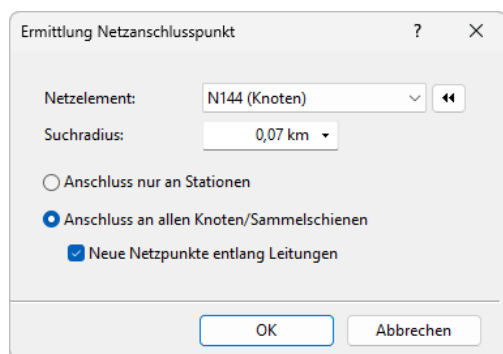 Ermittlung Netzanschlusspunkt ?
Netzelement: N144 (Knoten)
Suchradius: 0,07 km
Anschluss nur an Stationen
Anschluss an allen Knoten/Sammelschienen
Neue Netzpunkte entlang Leitungen
OK Abbrechen